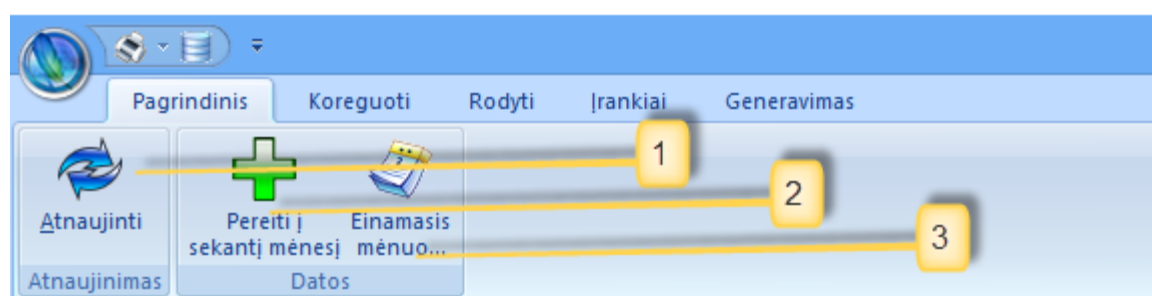 Pagrindinis Koreguoti Rodyti Įrankiai Generavimas
1
2
3
Atnaujinti
Pereiti į
sekantį mėnesį
Einamasis
mėnuo...
Atnaujinimas
Datos